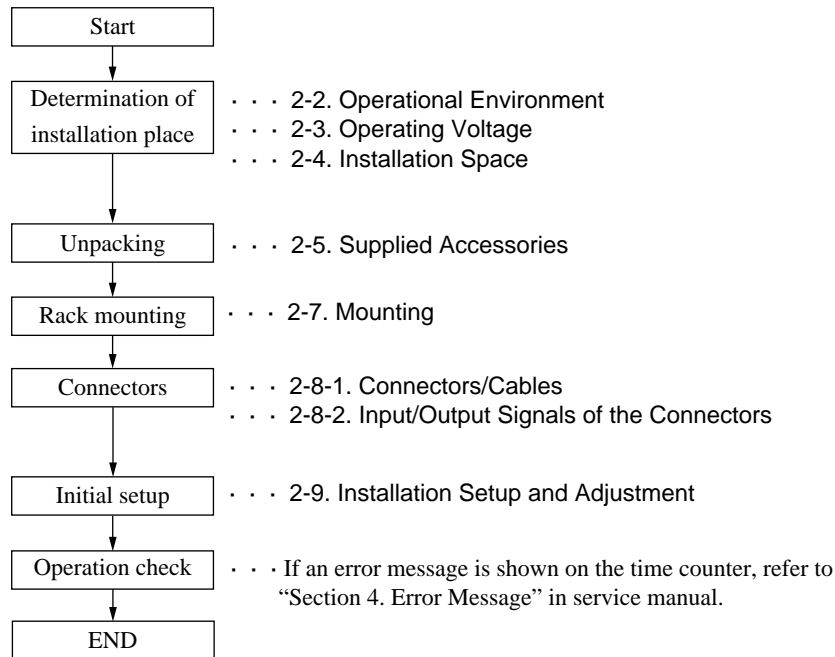 Start
Determination of
installation place
· · · 2-2. Operational Environment
· · · 2-3. Operating Voltage
· · · 2-4. Installation Space
Unpacking
· · · 2-5. Supplied Accessories
Rack mounting
· · · 2-7. Mounting
Connectors
· · · 2-8-1. Connectors/Cables
· · · 2-8-2. Input/Output Signals of the Connectors
Initial setup
· · · 2-9. Installation Setup and Adjustment
Operation check
· · · If an error message is shown on the time counter, refer to
“Section 4. Error Message” in service manual.
END